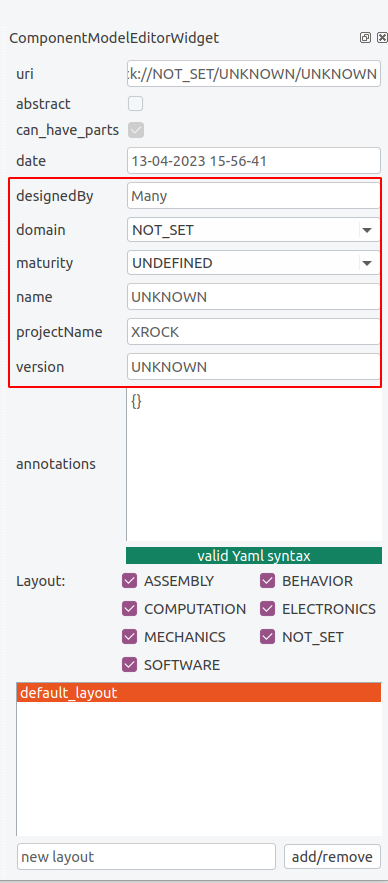 ComponentModelEditorWidget
uri :k://NOT_SET/UNKNOWN/UNKNOWN
abstract
can_have_parts
date 13-04-2023 15-56-41
designedBy Many
domain NOT_SET
maturity UNDEFINED
name UNKNOWN
projectName XROCK
version UNKNOWN
{}
annotations
valid Yaml syntax
Layout: ASSEMBLY BEHAVIOR
COMPUTATION ELECTRONICS
MECHANICS NOT_SET
SOFTWARE
default_layout
new layout add/remove